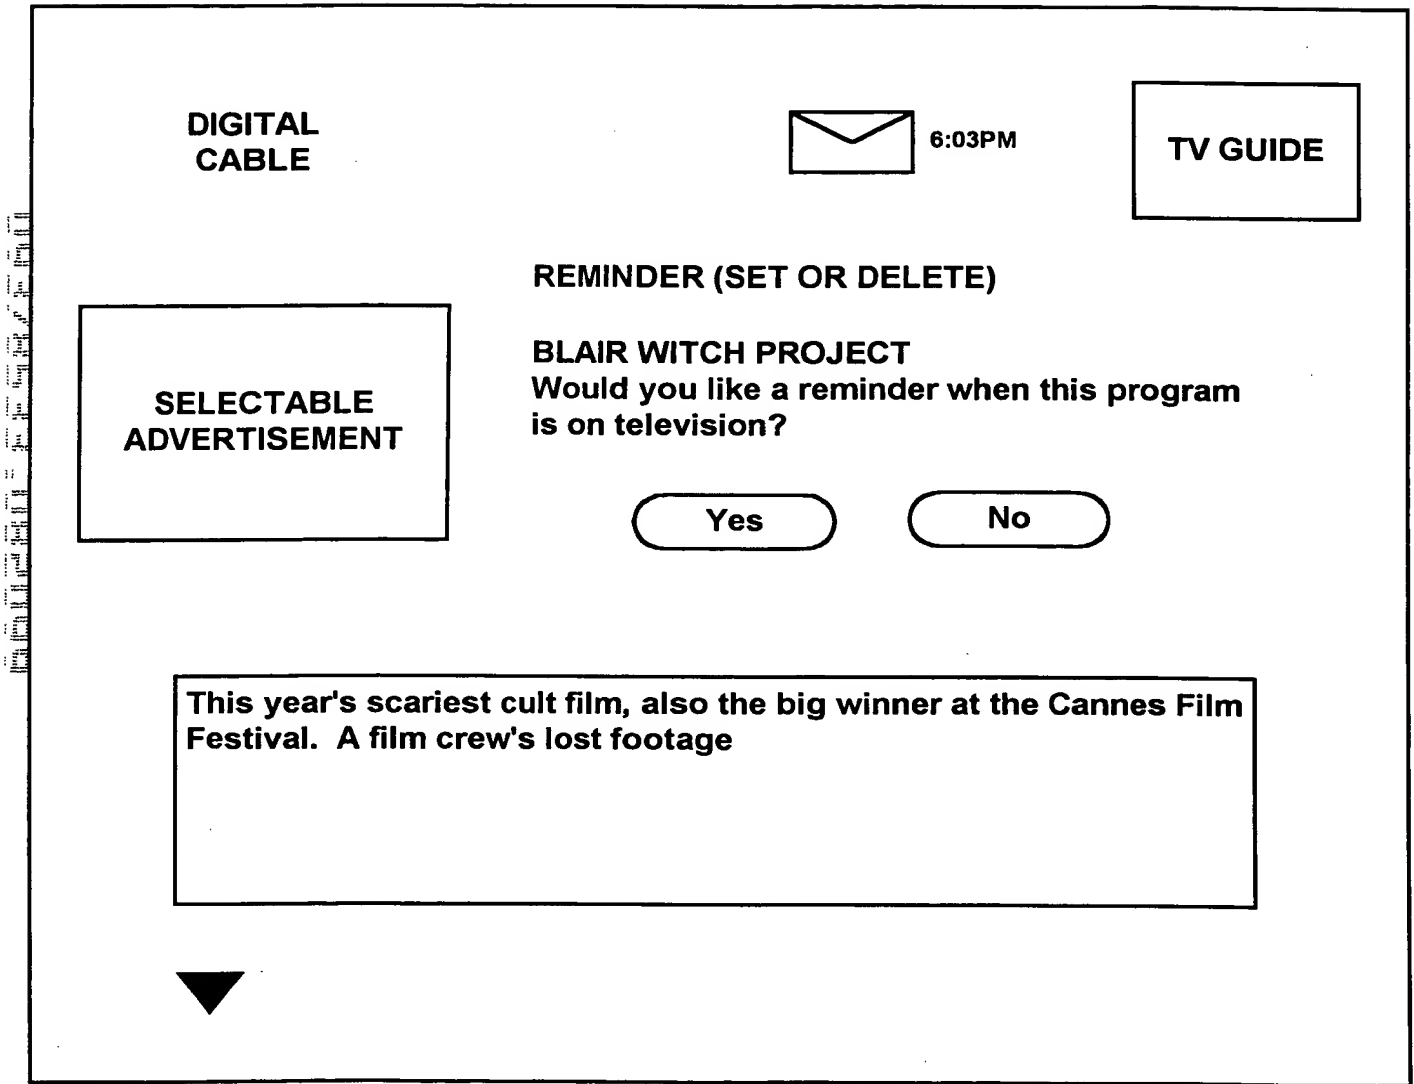 DIGITAL
CABLE
6:03PM
TV GUIDE
REMINDER (SET OR DELETE)
SELECTABLE
ADVERTISEMENT
BLAIR WITCH PROJECT
Would you like a reminder when this program
is on television?
Yes
No
This year's scariest cult film, also the big winner at the Cannes Film
Festival.  A film crew's lost footage